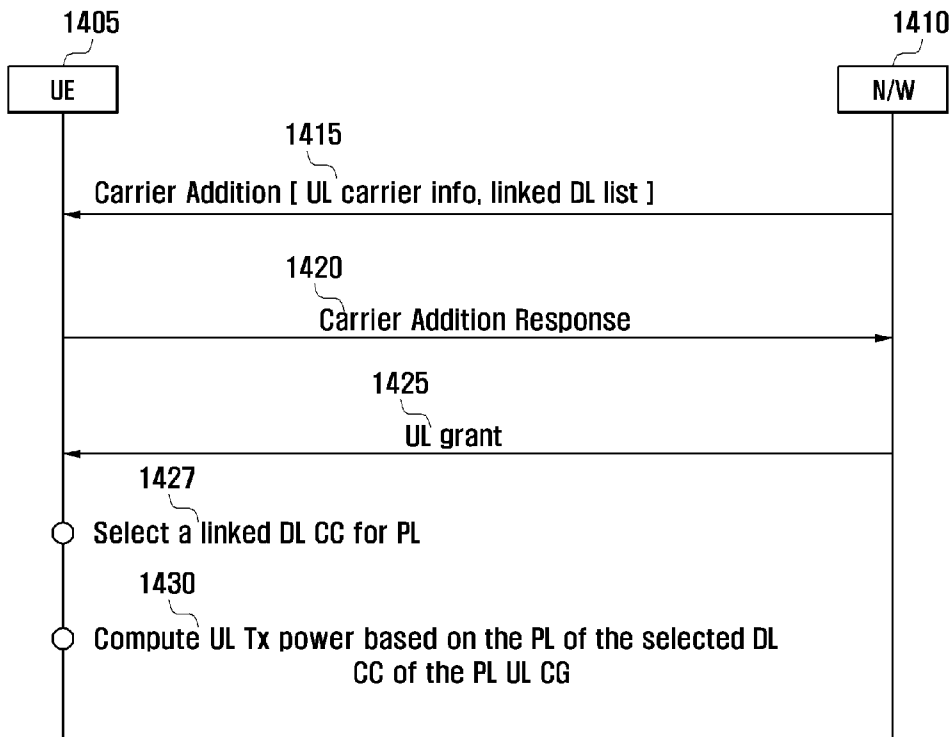 1405
1410
UE
N/W
1415
Carrier Addition [ UL carrier info, linked DL list ]
1420
Carrier Addition Response
1425
UL grant
1427
Select a linked DL CC for PL
1430
Compute UL Tx power based on the PL of the selected DL
CC of the PL UL CG